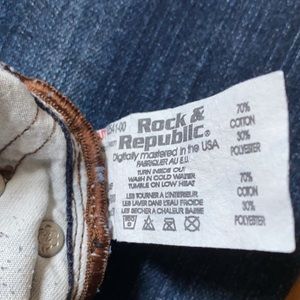 Rock &
Republic®
Digitally mastered in the USA
FABRIQUER AU E.U.
TURN INSIDE OUT
WASH IN COLD WATER
TUMBLE ON LOW HEAT
LES TOURNER A L'INTERIEUR
LES LAVER DANS L'EAU FROIDE
LES SECHER A CHALEUR BASSE
70%
COTTON
30%
POLYESTER
70%
COTTON
30%
POLYESTER